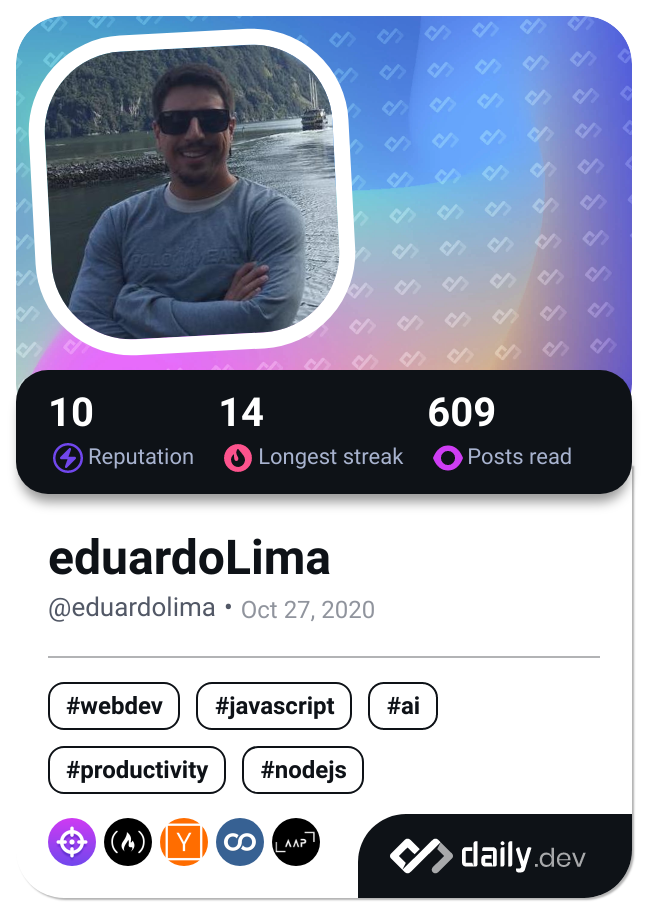 10 14 609
Reputation Longest streak Posts read
eduardoLima
@eduardolima • Oct 27, 2020
#webdev #javascript #ai
#productivity #nodejs
Y AAP
daily.dev